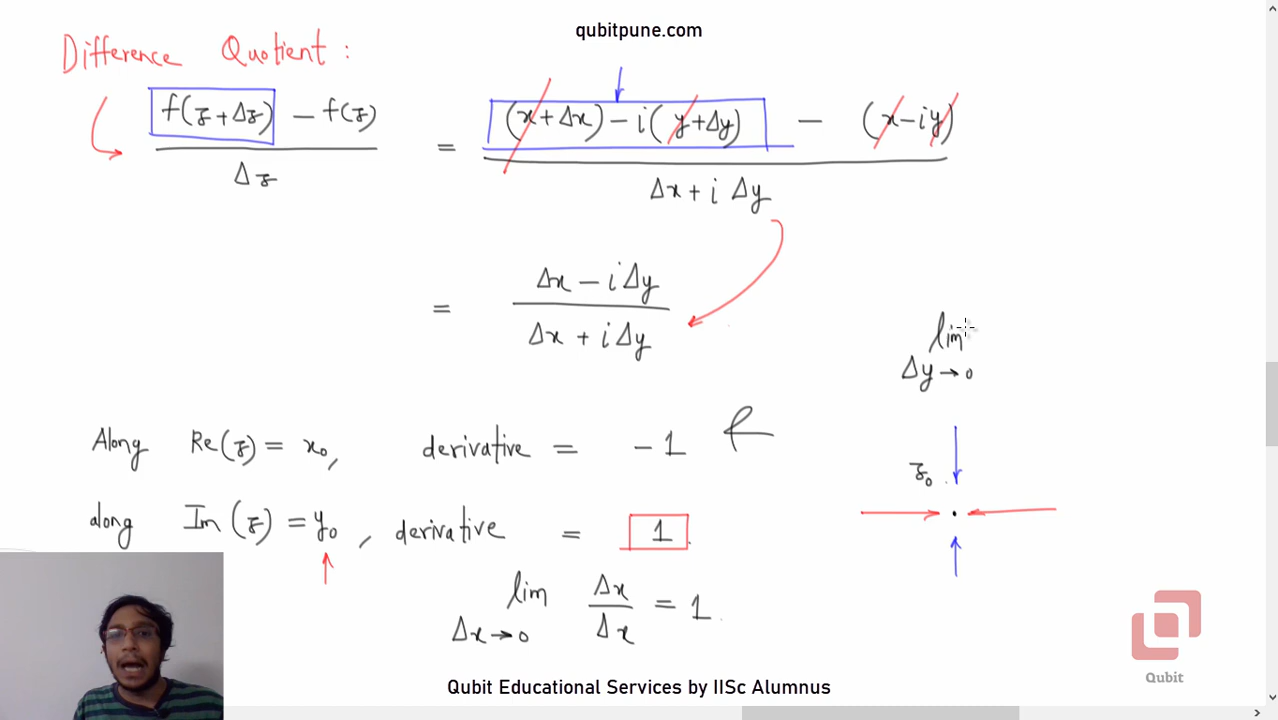 qubitpune.com
Difference Quotient :
f(z + Δz) − f(z) / Δz = (x + Δx) − i(y + Δy) − (x − iy) / Δx + i Δy
= Δx − i Δy / Δx + i Δy
lim Δy → 0
Along Re(z) = x₀, derivative = − 1
z₀
along Im(z) = y₀, derivative = 1
lim Δx → 0 Δx / Δx = 1
Qubit
Qubit Educational Services by IISc Alumnus